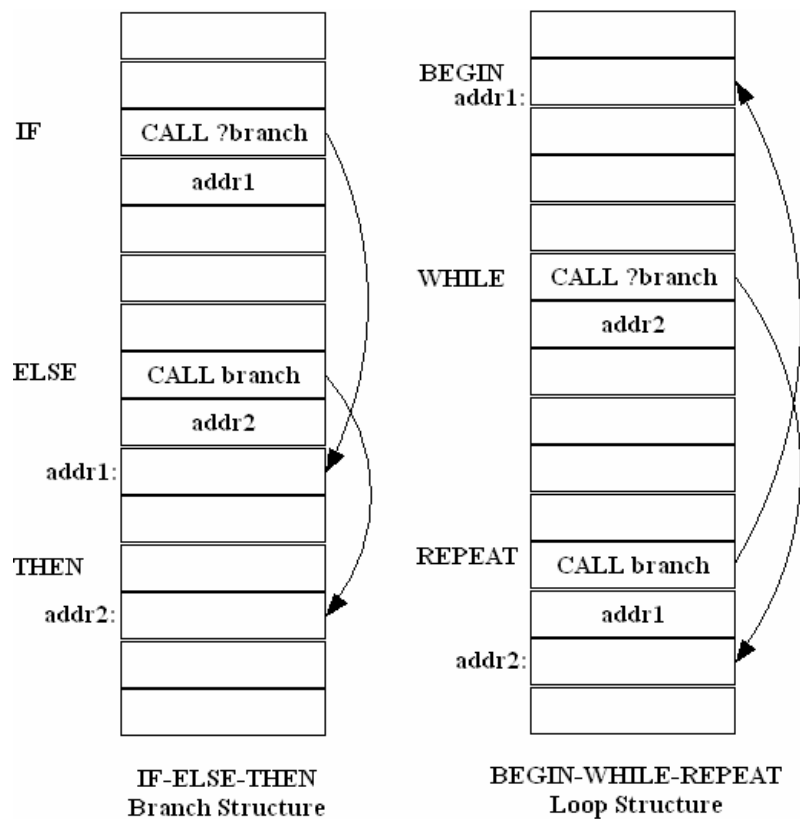 IF
CALL ?branch
addr1
ELSE
CALL branch
addr2
addr1:
THEN
addr2:
IF-ELSE-THEN
Branch Structure
BEGIN
addr1:
WHILE
CALL ?branch
addr2
REPEAT
CALL branch
addr1
addr2:
BEGIN-WHILE-REPEAT
Loop Structure